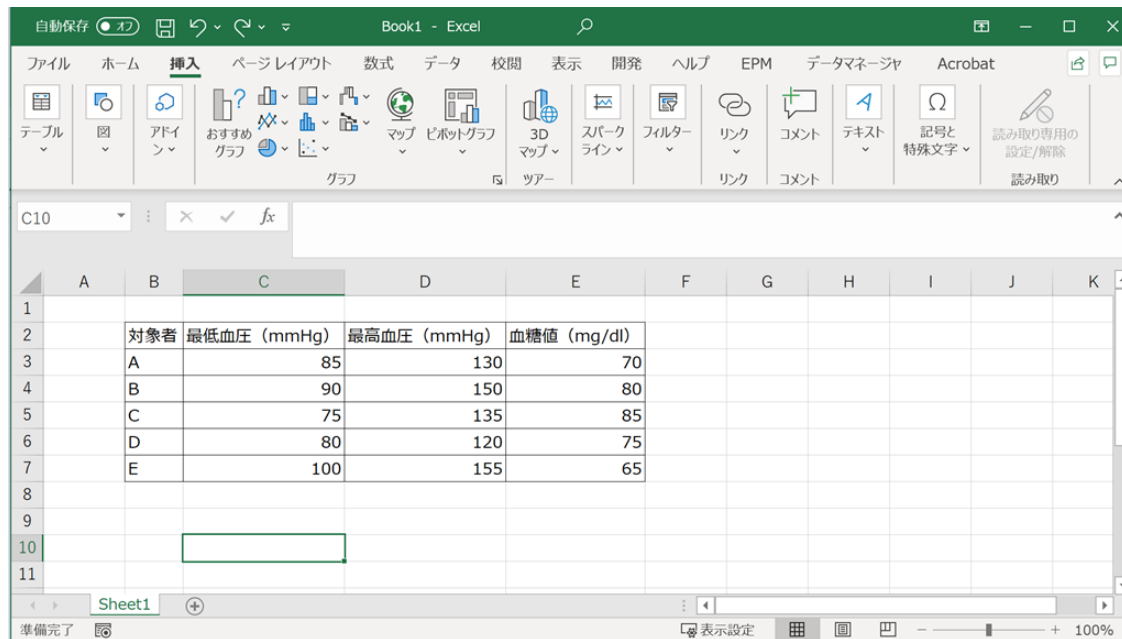 自動保存 オフ Book1 - Excel
ファイル ホーム 挿入 ページ レイアウト 数式 データ 校閲 表示 開発 ヘルプ EPM データマネージャ Acrobat
テーブル 図 アドイン おすすめグラフ マップ ピボットグラフ 3Dマップ スパークライン フィルター リンク コメント テキスト 記号と特殊文字 読み取り専用の設定/解除
グラフ ツアー リンク コメント 読み取り
C10 fx
A B C D E F G H I J K
1
2 対象者 最低血圧（mmHg） 最高血圧（mmHg） 血糖値（mg/dl）
3 A 85 130 70
4 B 90 150 80
5 C 75 135 85
6 D 80 120 75
7 E 100 155 65
8
9
10
11
Sheet1
準備完了 表示設定 100%